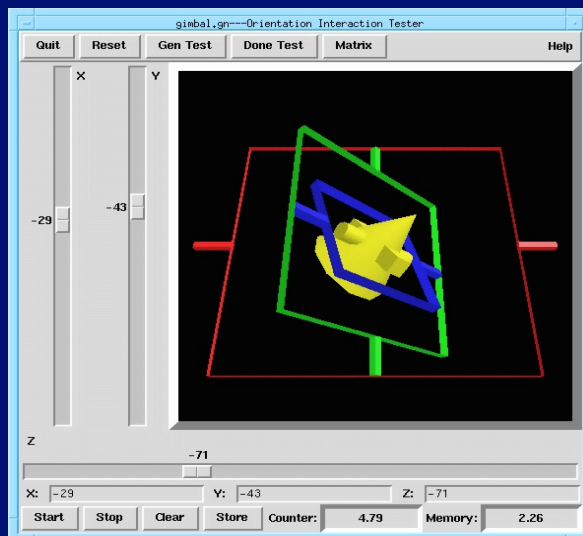 gimbal.gn---Orientation Interaction Tester
Quit Reset Gen Test Done Test Matrix Help
X Y
-29 -43
Z
-71
X: -29 Y: -43 Z: -71
Start Stop Clear Store Counter: 4.79 Memory: 2.26